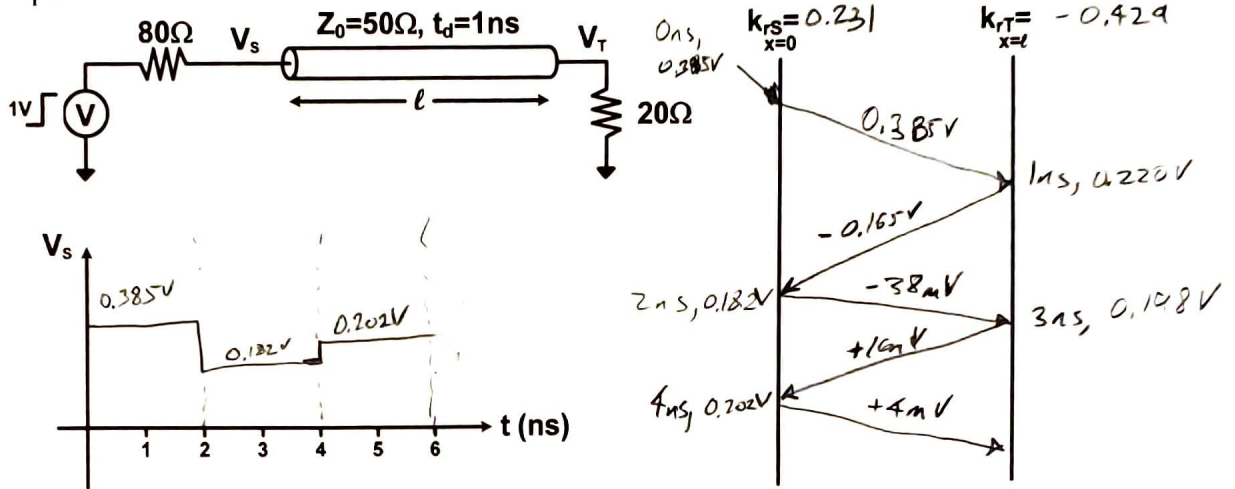 80Ω
V_S
Z_0=50Ω, t_d=1ns
V_T
1V
V
ℓ
20Ω
V_S
0.385V
0.182V
0.202V
1 2 3 4 5 6
t (ns)
k_rS= 0.231
x=0
k_rT= -0.429
x=ℓ
0ns,
0.385V
0.385V
1ns, 0.220V
-0.165V
2ns, 0.182V
-38mV
3ns, 0.198V
+16mV
4ns, 0.202V
+4mV